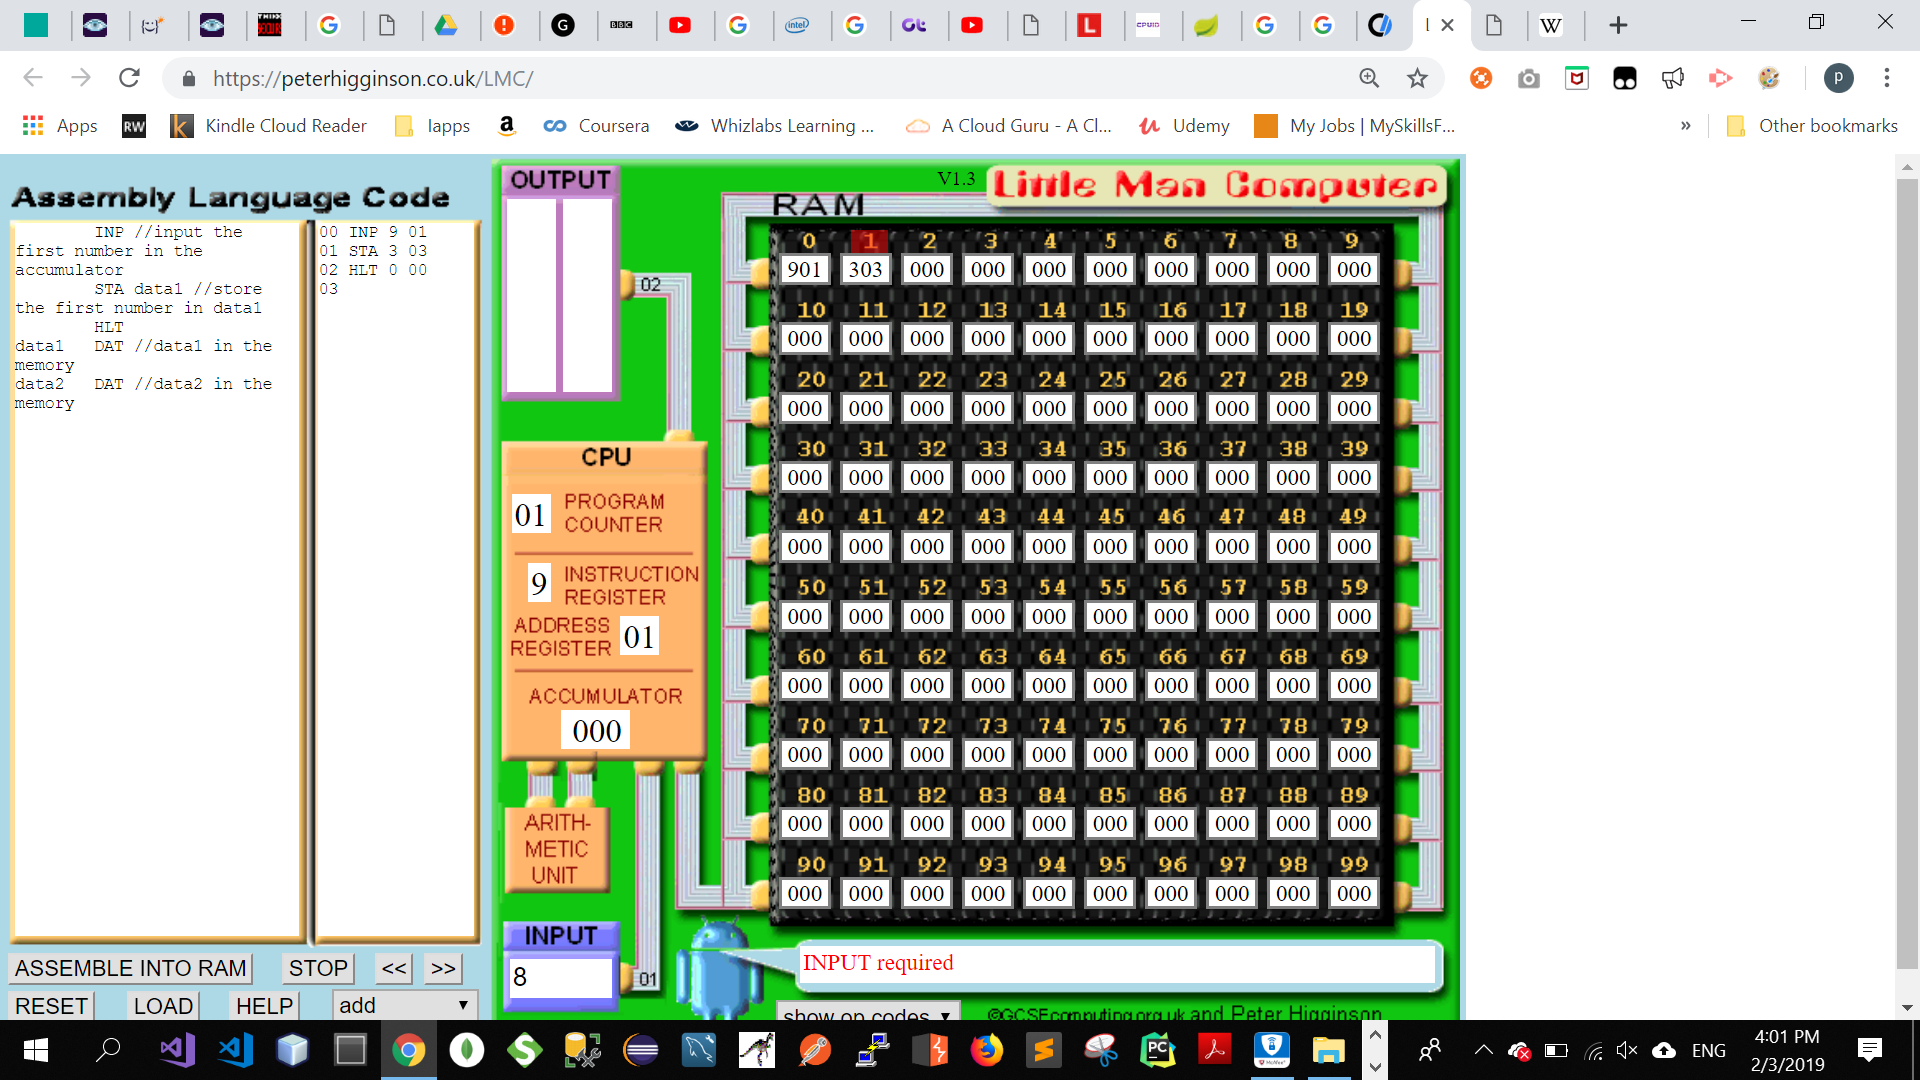 https://peterhigginson.co.uk/LMC/
Apps
RW
Kindle Cloud Reader
Iapps
Coursera
Whizlabs Learning ...
A Cloud Guru - A Cl...
Udemy
My Jobs | MySkillsF...
»
Other bookmarks
Assembly Language Code
INP //input the
first number in the
accumulator
STA data1 //store
the first number in data1
HLT
data1 DAT //data1 in the
memory
data2 DAT //data2 in the
memory
00 INP 9 01
01 STA 3 03
02 HLT 0 00
03
OUTPUT
V1.3
Little Man Computer
RAM
02
CPU
01 PROGRAM
COUNTER
9 INSTRUCTION
REGISTER
ADDRESS
REGISTER 01
ACCUMULATOR
000
ARITH-
METIC
UNIT
INPUT
8
01
0 1 2 3 4 5 6 7 8 9
901 303 000 000 000 000 000 000 000 000
10 11 12 13 14 15 16 17 18 19
000 000 000 000 000 000 000 000 000 000
20 21 22 23 24 25 26 27 28 29
000 000 000 000 000 000 000 000 000 000
30 31 32 33 34 35 36 37 38 39
000 000 000 000 000 000 000 000 000 000
40 41 42 43 44 45 46 47 48 49
000 000 000 000 000 000 000 000 000 000
50 51 52 53 54 55 56 57 58 59
000 000 000 000 000 000 000 000 000 000
60 61 62 63 64 65 66 67 68 69
000 000 000 000 000 000 000 000 000 000
70 71 72 73 74 75 76 77 78 79
000 000 000 000 000 000 000 000 000 000
80 81 82 83 84 85 86 87 88 89
000 000 000 000 000 000 000 000 000 000
90 91 92 93 94 95 96 97 98 99
000 000 000 000 000 000 000 000 000 000
INPUT required
ASSEMBLE INTO RAM STOP << >>
RESET LOAD HELP add
show op codes
©GCSEcomputing.org.uk and Peter Higginson
ENG
4:01 PM
2/3/2019